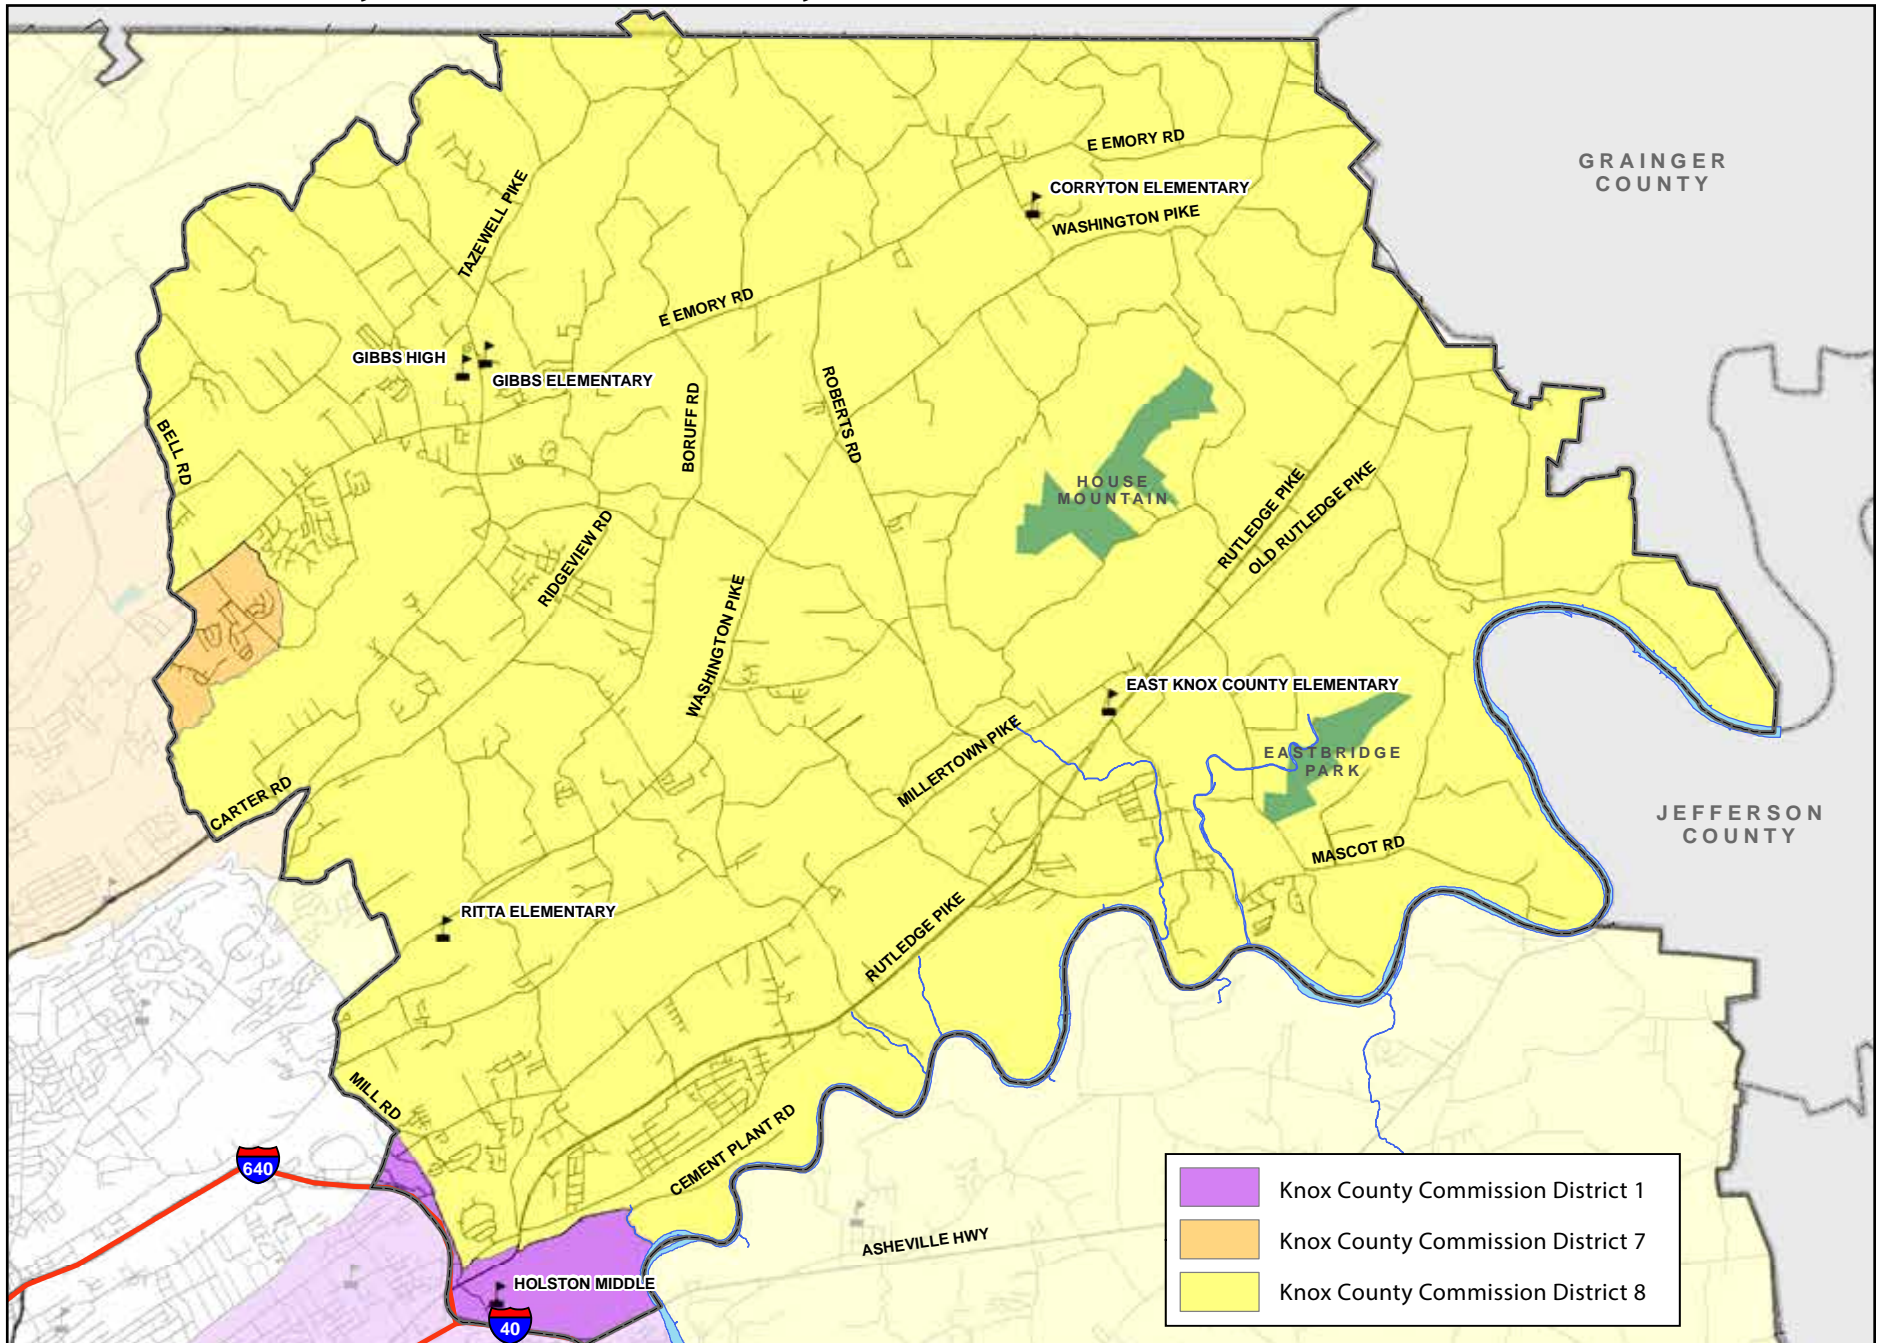 GRAINGER
COUNTY
E EMORY RD
CORRYTON ELEMENTARY
WASHINGTON PIKE
TAZEWELL PIKE
E EMORY RD
GIBBS HIGH
GIBBS ELEMENTARY
BELL RD
BORUFF RD
ROBERTS RD
HOUSE
MOUNTAIN
RUTLEDGE PIKE
OLD RUTLEDGE PIKE
RIDGEVIEW RD
WASHINGTON PIKE
EAST KNOX COUNTY ELEMENTARY
MILLERTOWN PIKE
EASTBRIDGE
PARK
CARTER RD
JEFFERSON
COUNTY
MASCOT RD
RITTA ELEMENTARY
RUTLEDGE PIKE
MILL RD
CEMENT PLANT RD
640
ASHEVILLE HWY
HOLSTON MIDDLE
40
Knox County Commission District 1
Knox County Commission District 7
Knox County Commission District 8